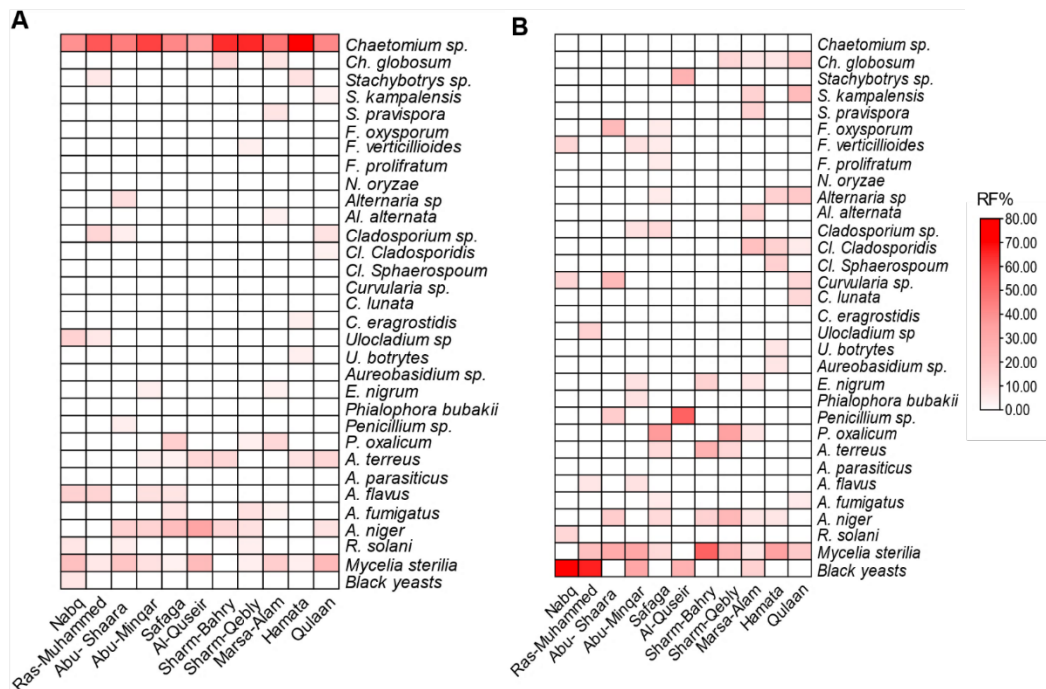 A
Chaetomium sp.
Ch. globosum
Stachybotrys sp.
S. kampalensis
S. pravispora
F. oxysporum
F. verticillioides
F. prolifratum
N. oryzae
Alternaria sp
Al. alternata
Cladosporium sp.
Cl. Cladosporidis
Cl. Sphaerospoum
Curvularia sp.
C. lunata
C. eragrostidis
Ulocladium sp
U. botrytes
Aureobasidium sp.
E. nigrum
Phialophora bubakii
Penicillium sp.
P. oxalicum
A. terreus
A. parasiticus
A. flavus
A. fumigatus
A. niger
R. solani
Mycelia sterilia
Black yeasts
Nabq
Ras-Muhammed
Abu- Shaara
Abu-Minqar
Safaga
Al-Quseir
Sharm-Bahry
Sharm-Qebly
Marsa-Alam
Hamata
Qulaan
B
Chaetomium sp.
Ch. globosum
Stachybotrys sp.
S. kampalensis
S. pravispora
F. oxysporum
F. verticillioides
F. prolifratum
N. oryzae
Alternaria sp
Al. alternata
Cladosporium sp.
Cl. Cladosporidis
Cl. Sphaerospoum
Curvularia sp.
C. lunata
C. eragrostidis
Ulocladium sp
U. botrytes
Aureobasidium sp.
E. nigrum
Phialophora bubakii
Penicillium sp.
P. oxalicum
A. terreus
A. parasiticus
A. flavus
A. fumigatus
A. niger
R. solani
Mycelia sterilia
Black yeasts
Nabq
Ras-Muhammed
Abu- Shaara
Abu-Minqar
Safaga
Al-Quseir
Sharm-Bahry
Sharm-Qebly
Marsa-Alam
Hamata
Qulaan
RF%
80.00
70.00
60.00
50.00
40.00
30.00
20.00
10.00
0.00